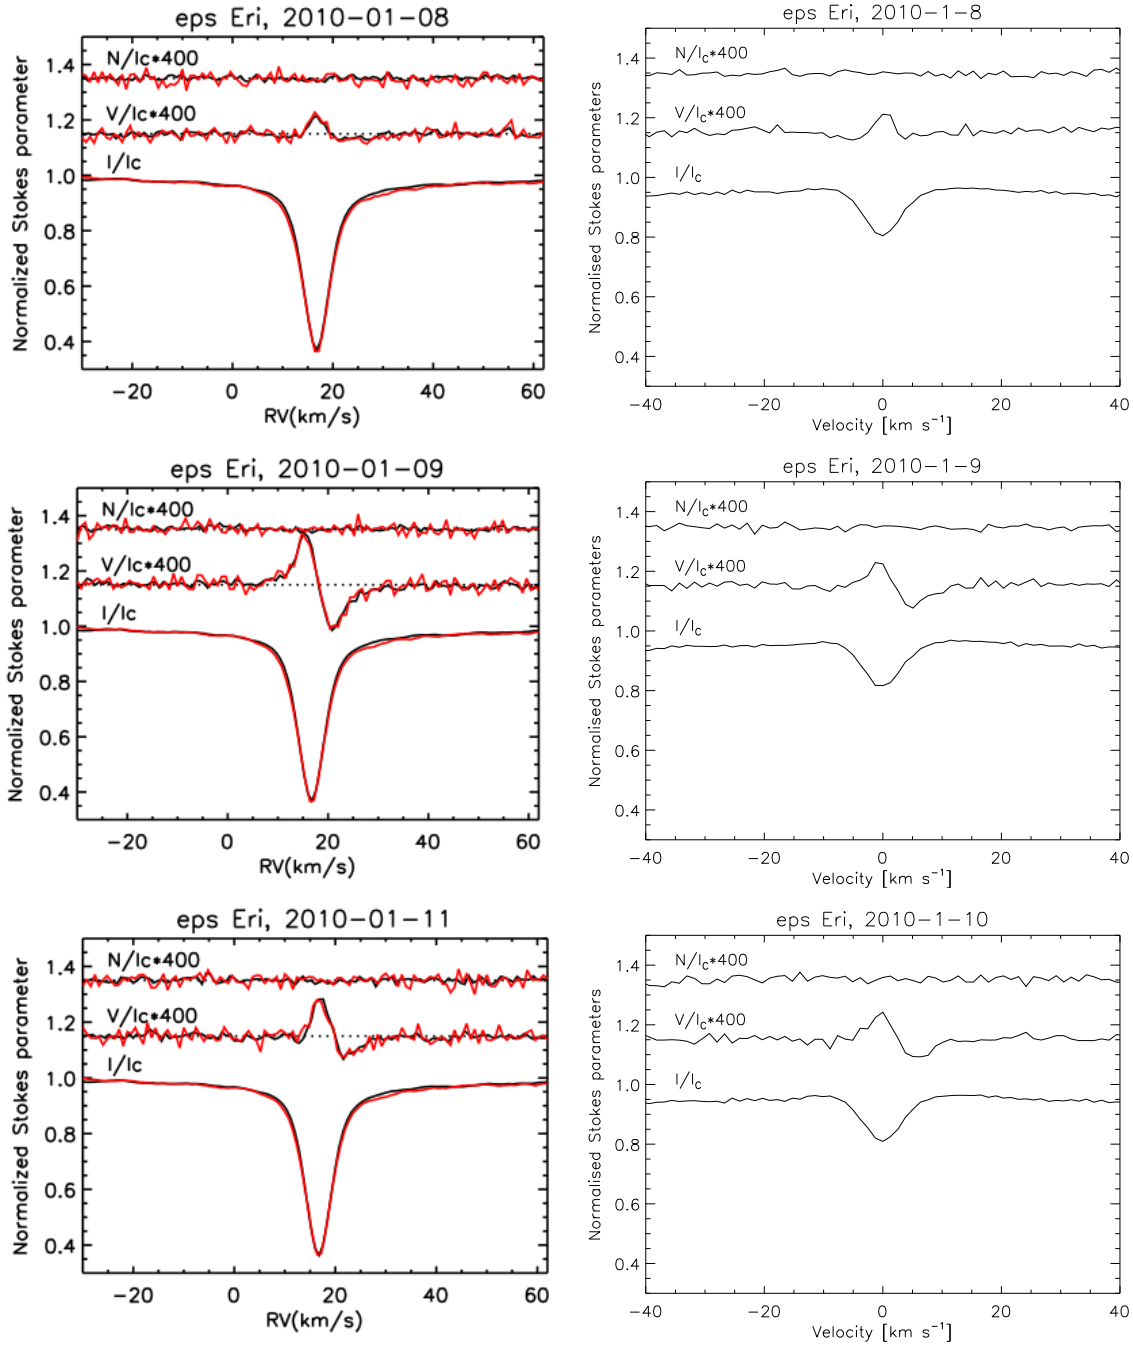 eps Eri, 2010-01-08
N/Ic*400
V/Ic*400
I/Ic
Normalized Stokes parameter
1.4
1.2
1.0
0.8
0.6
0.4
-20 0 20 40 60
RV(km/s)
eps Eri, 2010-1-8
N/Ic*400
V/Ic*400
I/Ic
Normalised Stokes parameters
1.4
1.2
1.0
0.8
0.6
0.4
-40 -20 0 20 40
Velocity [km s⁻¹]
eps Eri, 2010-01-09
N/Ic*400
V/Ic*400
I/Ic
Normalized Stokes parameter
1.4
1.2
1.0
0.8
0.6
0.4
-20 0 20 40 60
RV(km/s)
eps Eri, 2010-1-9
N/Ic*400
V/Ic*400
I/Ic
Normalised Stokes parameters
1.4
1.2
1.0
0.8
0.6
0.4
-40 -20 0 20 40
Velocity [km s⁻¹]
eps Eri, 2010-01-11
N/Ic*400
V/Ic*400
I/Ic
Normalized Stokes parameter
1.4
1.2
1.0
0.8
0.6
0.4
-20 0 20 40 60
RV(km/s)
eps Eri, 2010-1-10
N/Ic*400
V/Ic*400
I/Ic
Normalised Stokes parameters
1.4
1.2
1.0
0.8
0.6
0.4
-40 -20 0 20 40
Velocity [km s⁻¹]